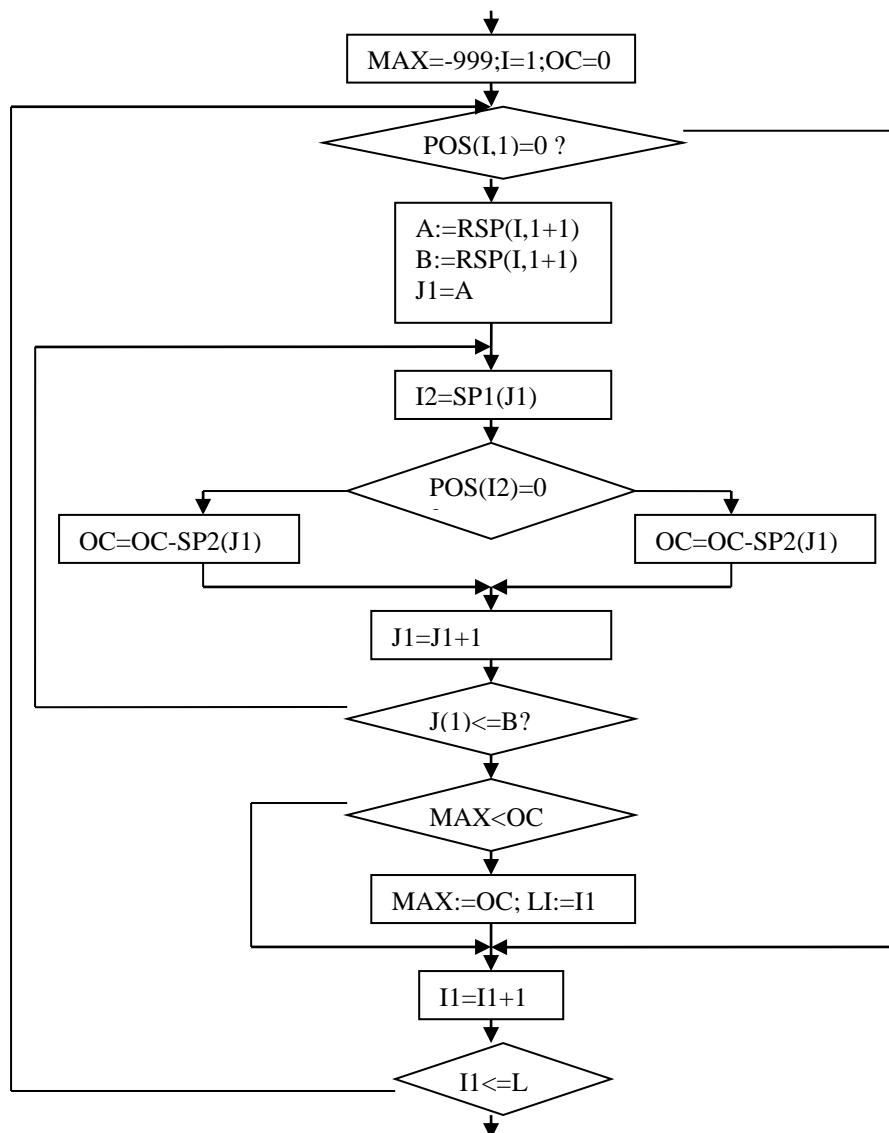 MAX=-999;I=1;OC=0
POS(I,1)=0 ?
A:=RSP(I,1+1)
B:=RSP(I,1+1)
J1=A
I2=SP1(J1)
POS(I2)=0
OC=OC-SP2(J1)
OC=OC-SP2(J1)
J1=J1+1
J(1)<=B?
MAX<OC
MAX:=OC; LI:=I1
I1=I1+1
I1<=L